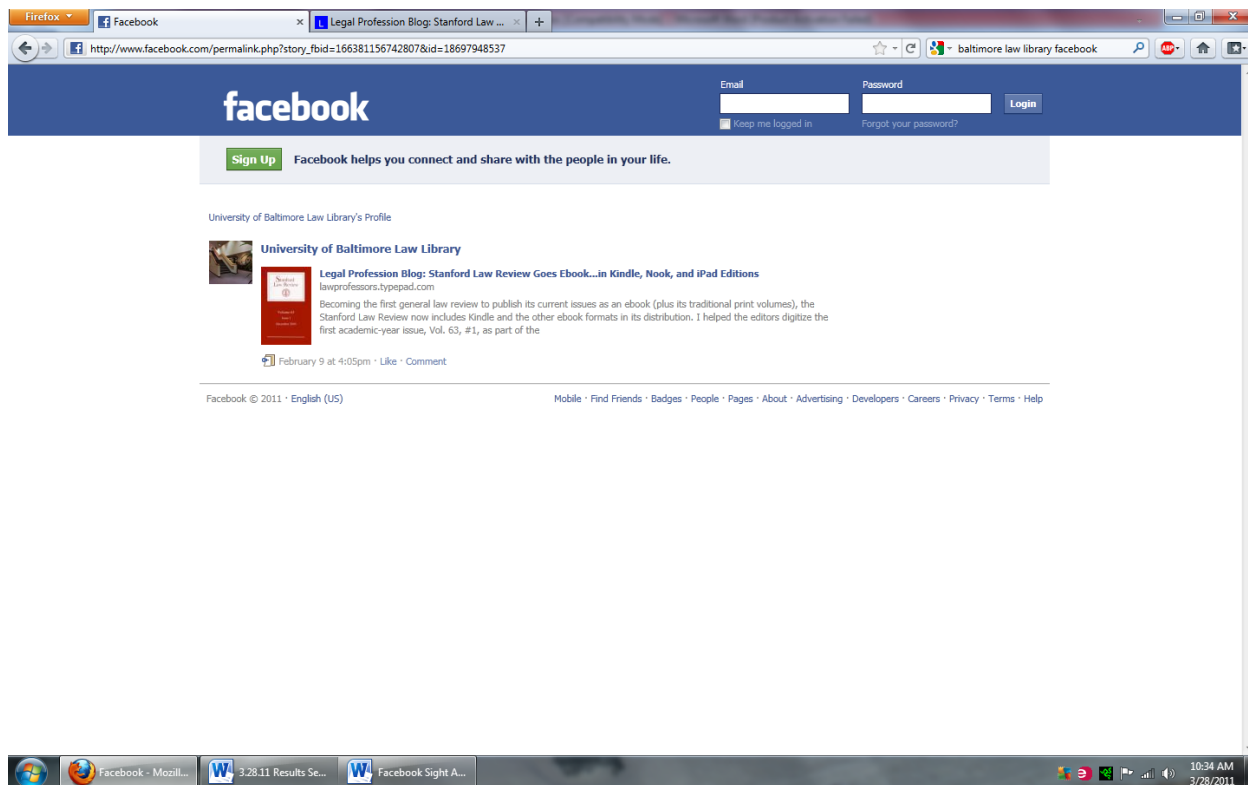 Firefox
Facebook
Legal Profession Blog: Stanford Law ...
http://www.facebook.com/permalink.php?story_fbid=166381156742807&id=18697948537
baltimore law library facebook
ABP
facebook
Email
Password
Login
Keep me logged in
Forgot your password?
Sign Up Facebook helps you connect and share with the people in your life.
University of Baltimore Law Library's Profile
University of Baltimore Law Library
Stanford
Law Review
Legal Profession Blog: Stanford Law Review Goes Ebook...in Kindle, Nook, and iPad Editions
lawprofessors.typepad.com
Becoming the first general law review to publish its current issues as an ebook (plus its traditional print volumes), the
Stanford Law Review now includes Kindle and the other ebook formats in its distribution. I helped the editors digitize the
first academic-year issue, Vol. 63, #1, as part of the
February 9 at 4:05pm · Like · Comment
Facebook © 2011 · English (US)
Mobile · Find Friends · Badges · People · Pages · About · Advertising · Developers · Careers · Privacy · Terms · Help
Facebook - Mozill...
3.28.11 Results Se...
Facebook Sight A...
10:34 AM
3/28/2011